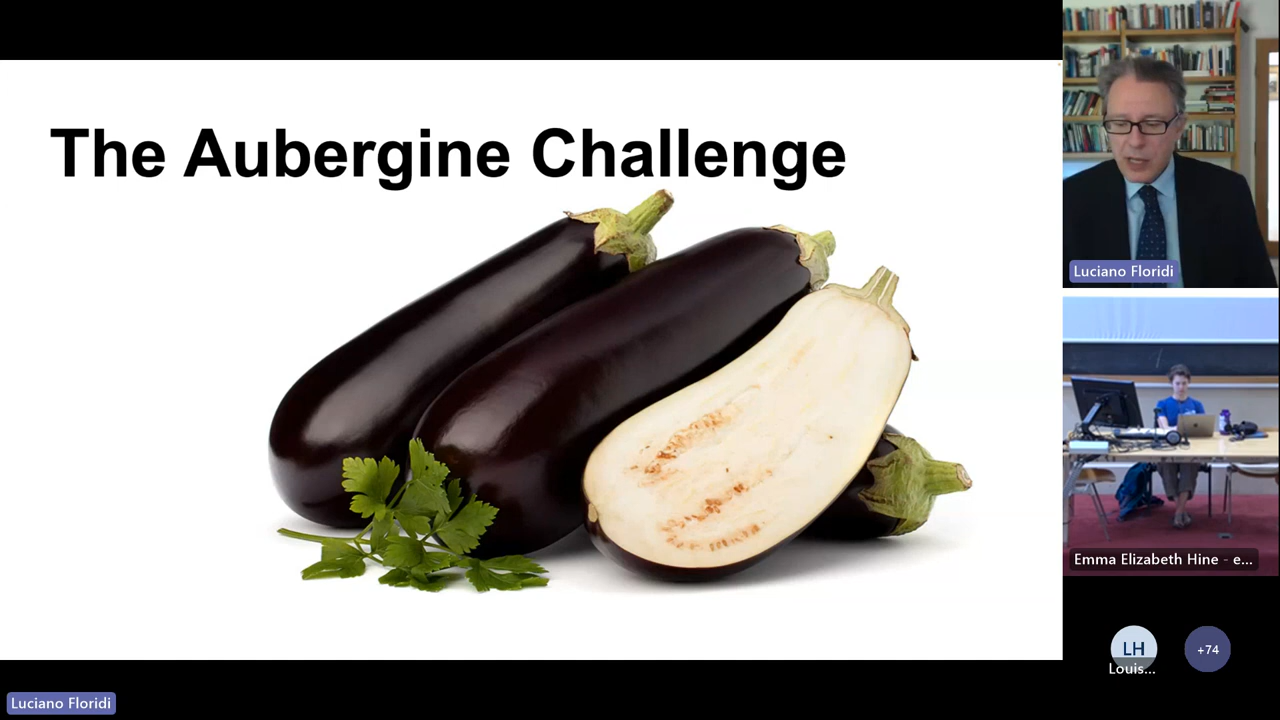 The Aubergine Challenge
Luciano Floridi
Emma Elizabeth Hine - e...
LH
Louis...
+74
Luciano Floridi